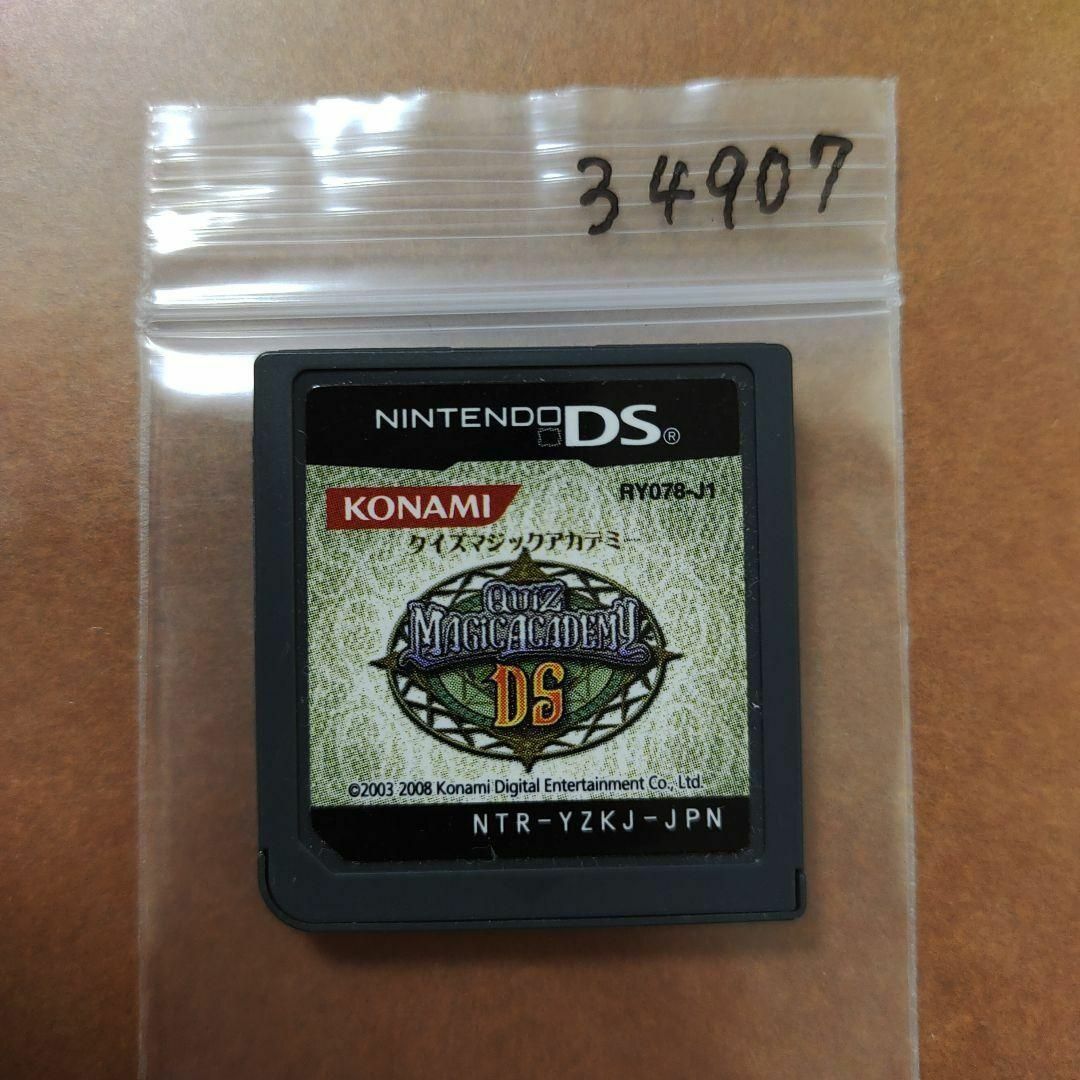 34907
NINTENDO DS®
KONAMI
RY078-J1
クイズマジックアカデミー
QUIZ
MAGICACADEMY
DS
©2003 2008 Konami Digital Entertainment Co., Ltd.
NTR-YZKJ-JPN